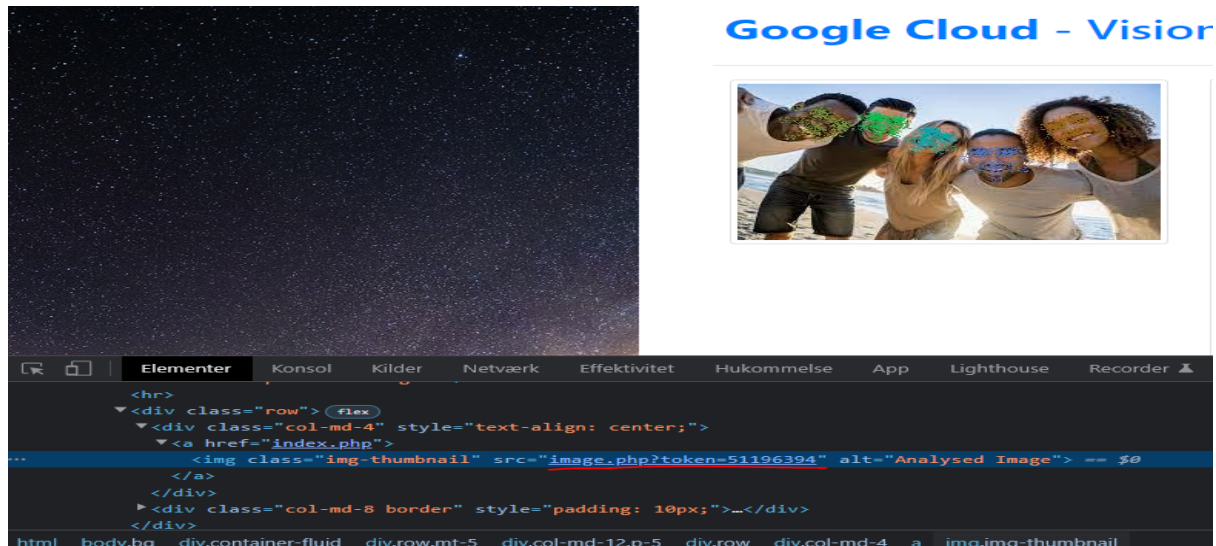 Google Cloud - Vision
Elementer Konsol Kilder Netværk Effektivitet Hukommelse App Lighthouse Recorder
<hr>
<div class="row"> flex
<div class="col-md-4" style="text-align: center;">
<a href="index.php">
<img class="img-thumbnail" src="image.php?token=51196394" alt="Analysed Image"> == $0
</a>
</div>
<div class="col-md-8 border" style="padding: 10px;">…</div>
</div>
html body.bg div.container-fluid div.row.mt-5 div.col-md-12.p-5 div.row div.col-md-4 a img.img-thumbnail